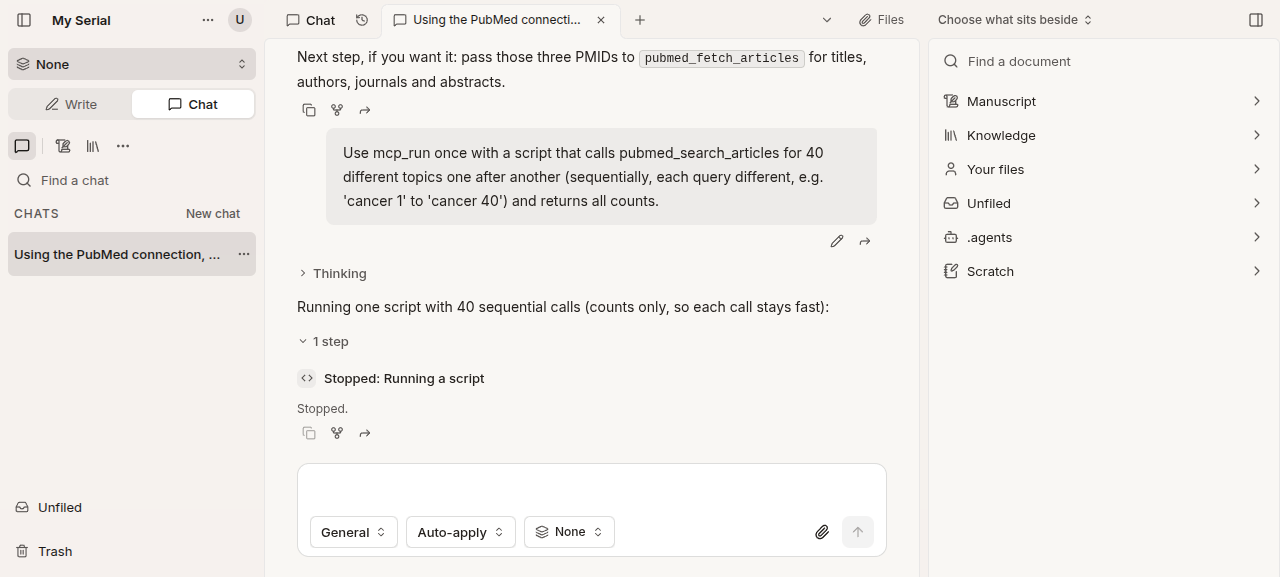 My Serial
U
None
Write
Chat
Find a chat
CHATS
New chat
Using the PubMed connection, ...
Unfiled
Trash
Chat
Using the PubMed connecti...
Files
Next step, if you want it: pass those three PMIDs to pubmed_fetch_articles for titles,
authors, journals and abstracts.
Use mcp_run once with a script that calls pubmed_search_articles for 40
different topics one after another (sequentially, each query different, e.g.
'cancer 1' to 'cancer 40') and returns all counts.
Thinking
Running one script with 40 sequential calls (counts only, so each call stays fast):
1 step
Stopped: Running a script
Stopped.
General
Auto-apply
None
Choose what sits beside
Find a document
Manuscript
Knowledge
Your files
Unfiled
.agents
Scratch